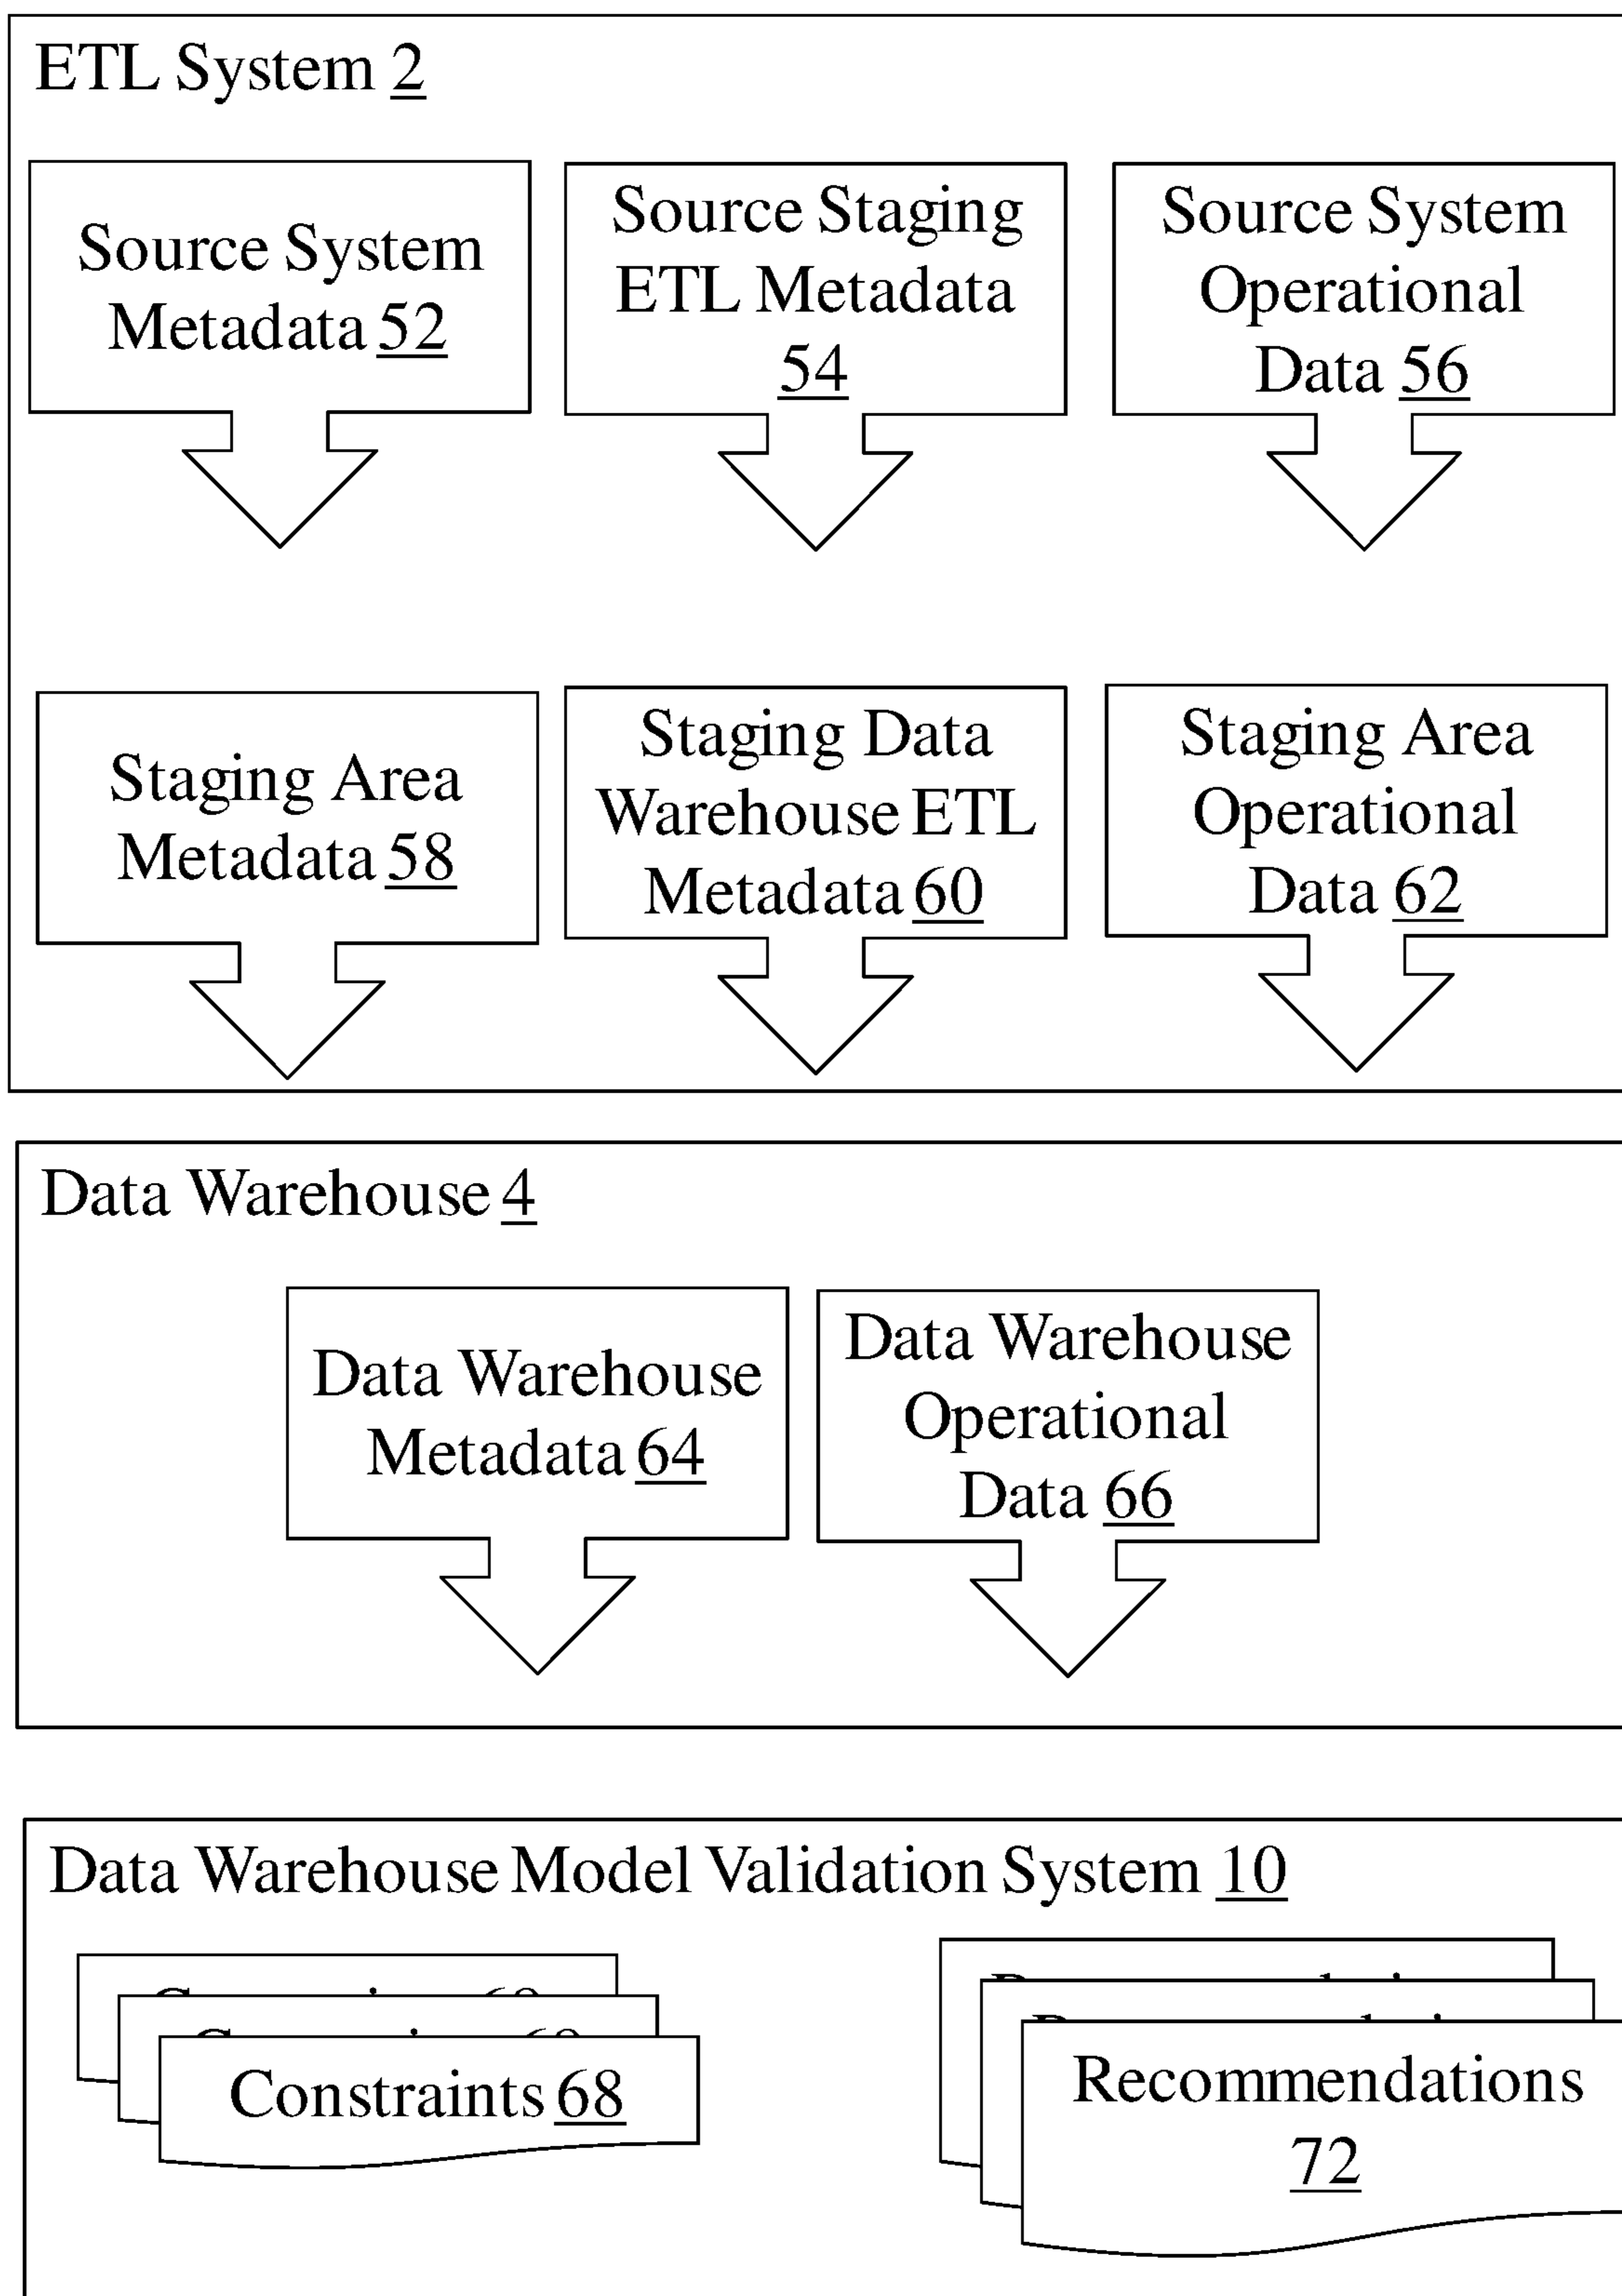 ETL System 2
Source System
Metadata 52
Source Staging
ETL Metadata
54
Source System
Operational
Data 56
Staging Area
Metadata 58
Staging Data
Warehouse ETL
Metadata 60
Staging Area
Operational
Data 62
Data Warehouse 4
Data Warehouse
Metadata 64
Data Warehouse
Operational
Data 66
Data Warehouse Model Validation System 10
Constraints 68
Recommendations
72